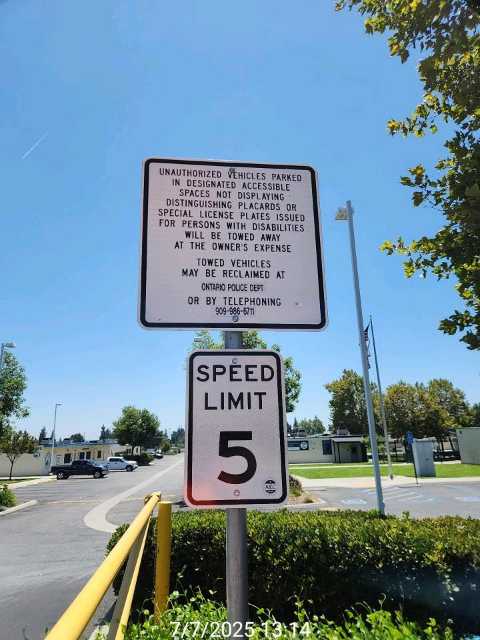 UNAUTHORIZED VEHICLES PARKED
IN DESIGNATED ACCESSIBLE
SPACES NOT DISPLAYING
DISTINGUISHING PLACARDS OR
SPECIAL LICENSE PLATES ISSUED
FOR PERSONS WITH DISABILITIES
WILL BE TOWED AWAY
AT THE OWNER'S EXPENSE
TOWED VEHICLES
MAY BE RECLAIMED AT
ONTARIO POLICE DEPT
OR BY TELEPHONING
909-986-6711
SPEED
LIMIT
5
7/7/2025 13:14